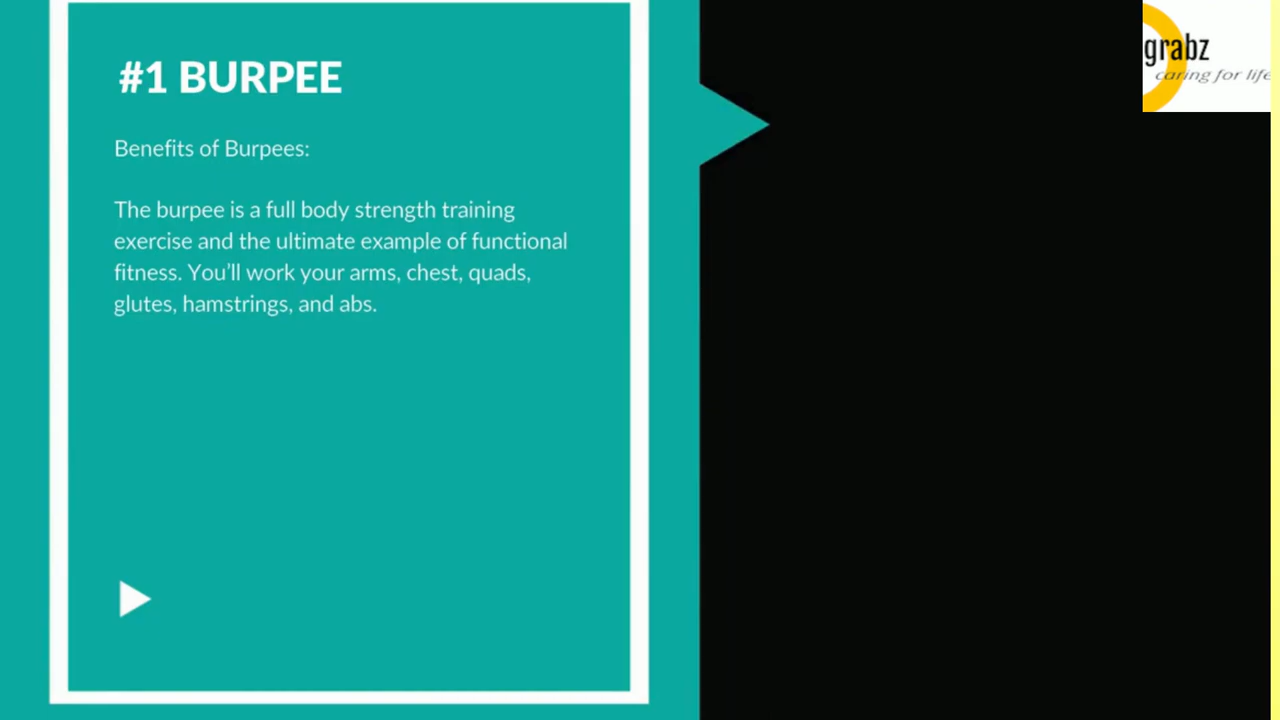 #1 BURPEE
Benefits of Burpees:
The burpee is a full body strength training
exercise and the ultimate example of functional
fitness. You’ll work your arms, chest, quads,
glutes, hamstrings, and abs.
grabz
caring for life